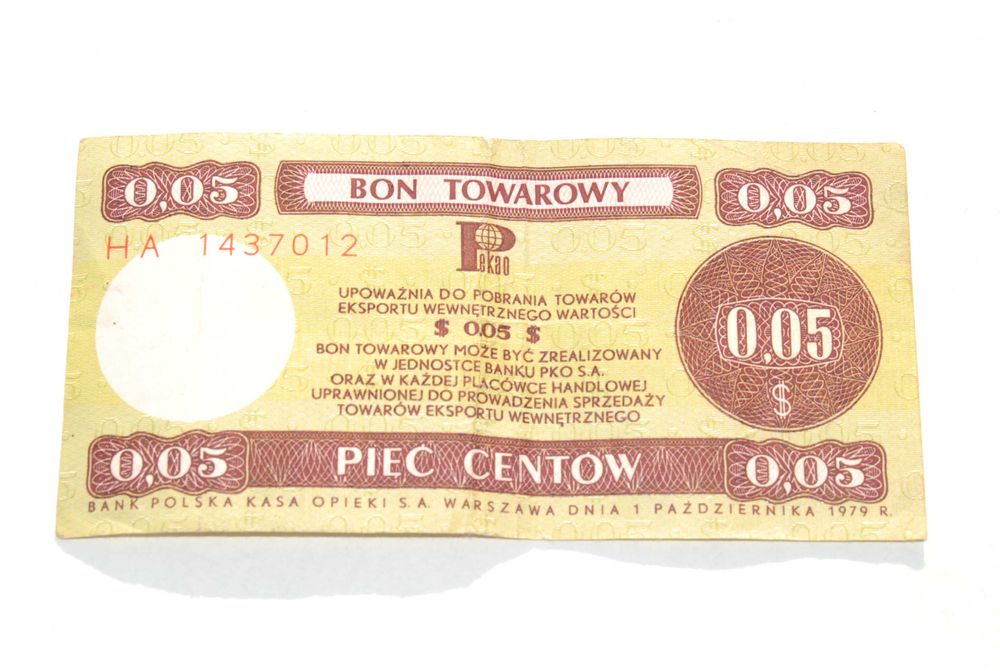 0,05 BON TOWAROWY 0,05
HA 1437012
Pekao
UPOWAŻNIA DO POBRANIA TOWARÓW
EKSPORTU WEWNĘTRZNEGO WARTOŚCI
$ 0,05 $
BON TOWAROWY MOŻE BYĆ ZREALIZOWANY
W JEDNOSTCE BANKU PKO S.A.
ORAZ W KAŻDEJ PLACÓWCE HANDLOWEJ
UPRAWNIONEJ DO PROWADZENIA SPRZEDAŻY
TOWARÓW EKSPORTU WEWNĘTRZNEGO
0,05
$
0,05 PIĘĆ CENTÓW 0,05
BANK POLSKA KASA OPIEKI S.A. WARSZAWA DNIA 1 PAŹDZIERNIKA 1979 R.